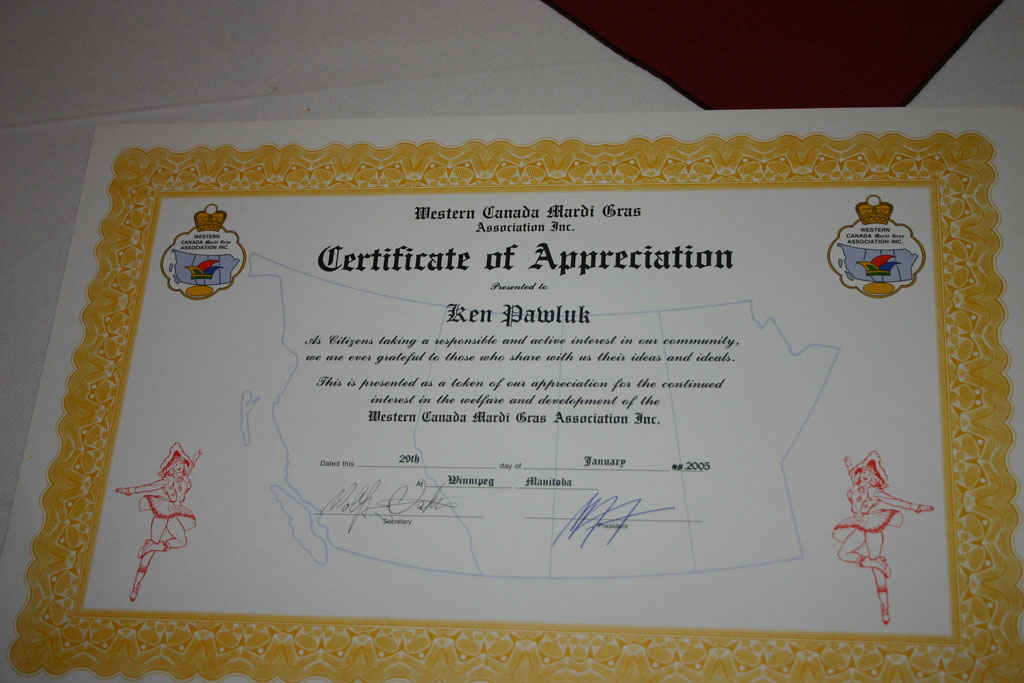 Western Canada Mardi Gras
Association Inc.
WESTERN
CANADA Mardi Gras
ASSOCIATION INC
WESTERN
CANADA Mardi Gras
ASSOCIATION INC
Certificate of Appreciation
Presented to
Ken Pawluk
As Citizens taking a responsible and active interest in our community,
we are ever grateful to those who share with us their ideas and ideals.
This is presented as a token of our appreciation for the continued
interest in the welfare and development of the
Western Canada Mardi Gras Association Inc.
Dated this 29th day of January ##.2005
At Winnipeg Manitoba
Secretary President